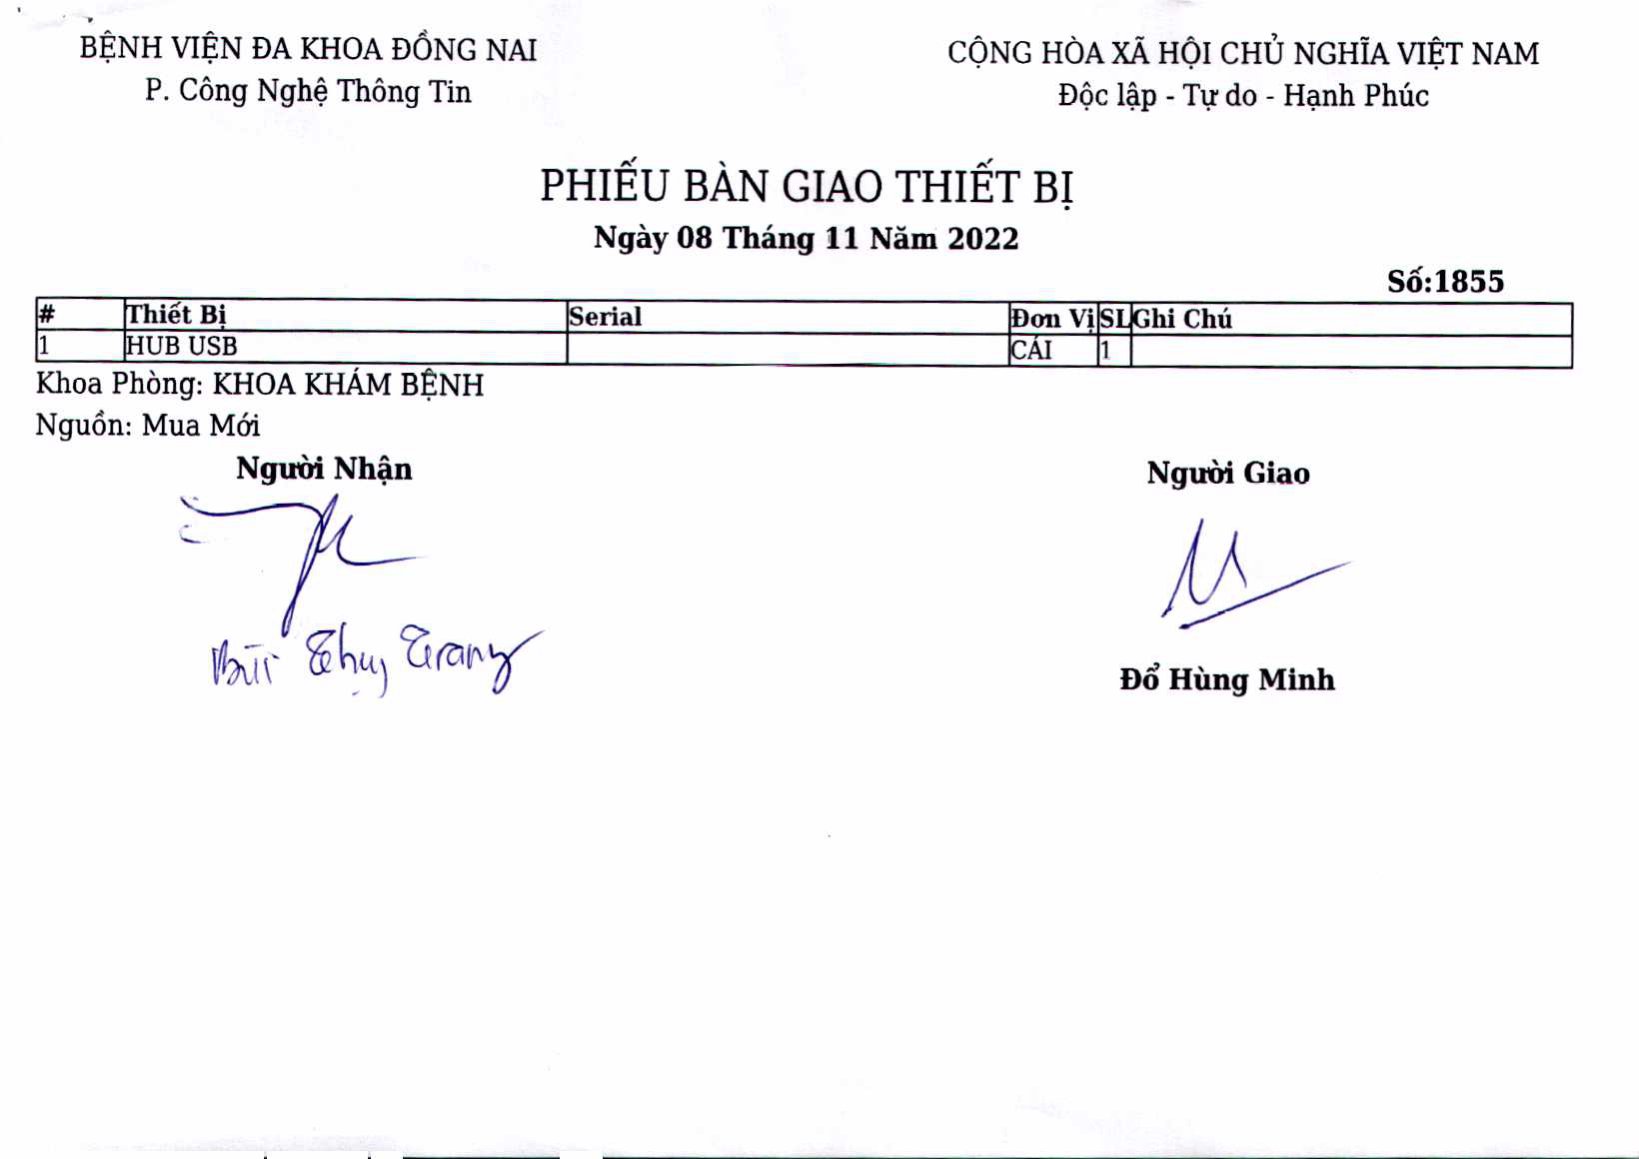 BỆNH VIỆN ĐA KHOA ĐỒNG NAI
P. Công Nghệ Thông Tin
CỘNG HÒA XÃ HỘI CHỦ NGHĨA VIỆT NAM
Độc lập - Tự do - Hạnh Phúc
PHIẾU BÀN GIAO THIẾT BỊ
Ngày 08 Tháng 11 Năm 2022
Số:1855
# Thiết Bị Serial Đơn Vị SL Ghi Chú
1 HUB USB CÁI 1
Khoa Phòng: KHOA KHÁM BỆNH
Nguồn: Mua Mới
Người Nhận
Bùi Thuỵ Trang
Người Giao
Đổ Hùng Minh